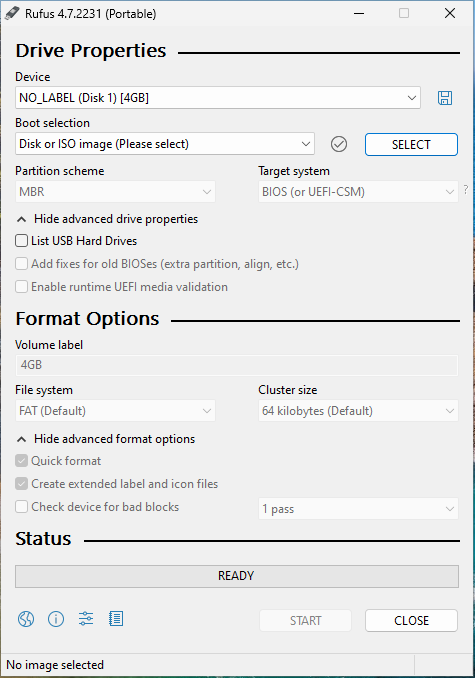 Rufus 4.7.2231 (Portable)
Drive Properties
Device
NO_LABEL (Disk 1) [4GB]
Boot selection
Disk or ISO image (Please select)
SELECT
Partition scheme
Target system
MBR
BIOS (or UEFI-CSM)
?
Hide advanced drive properties
List USB Hard Drives
Add fixes for old BIOSes (extra partition, align, etc.)
Enable runtime UEFI media validation
Format Options
Volume label
4GB
File system
Cluster size
FAT (Default)
64 kilobytes (Default)
Hide advanced format options
Quick format
Create extended label and icon files
Check device for bad blocks
1 pass
Status
READY
START
CLOSE
No image selected